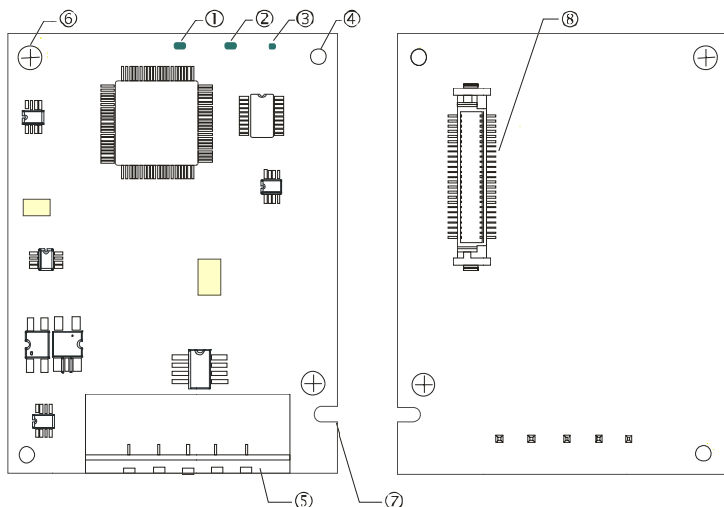 ⑥ ① ② ③ ④ ⑧
⑤ ⑦